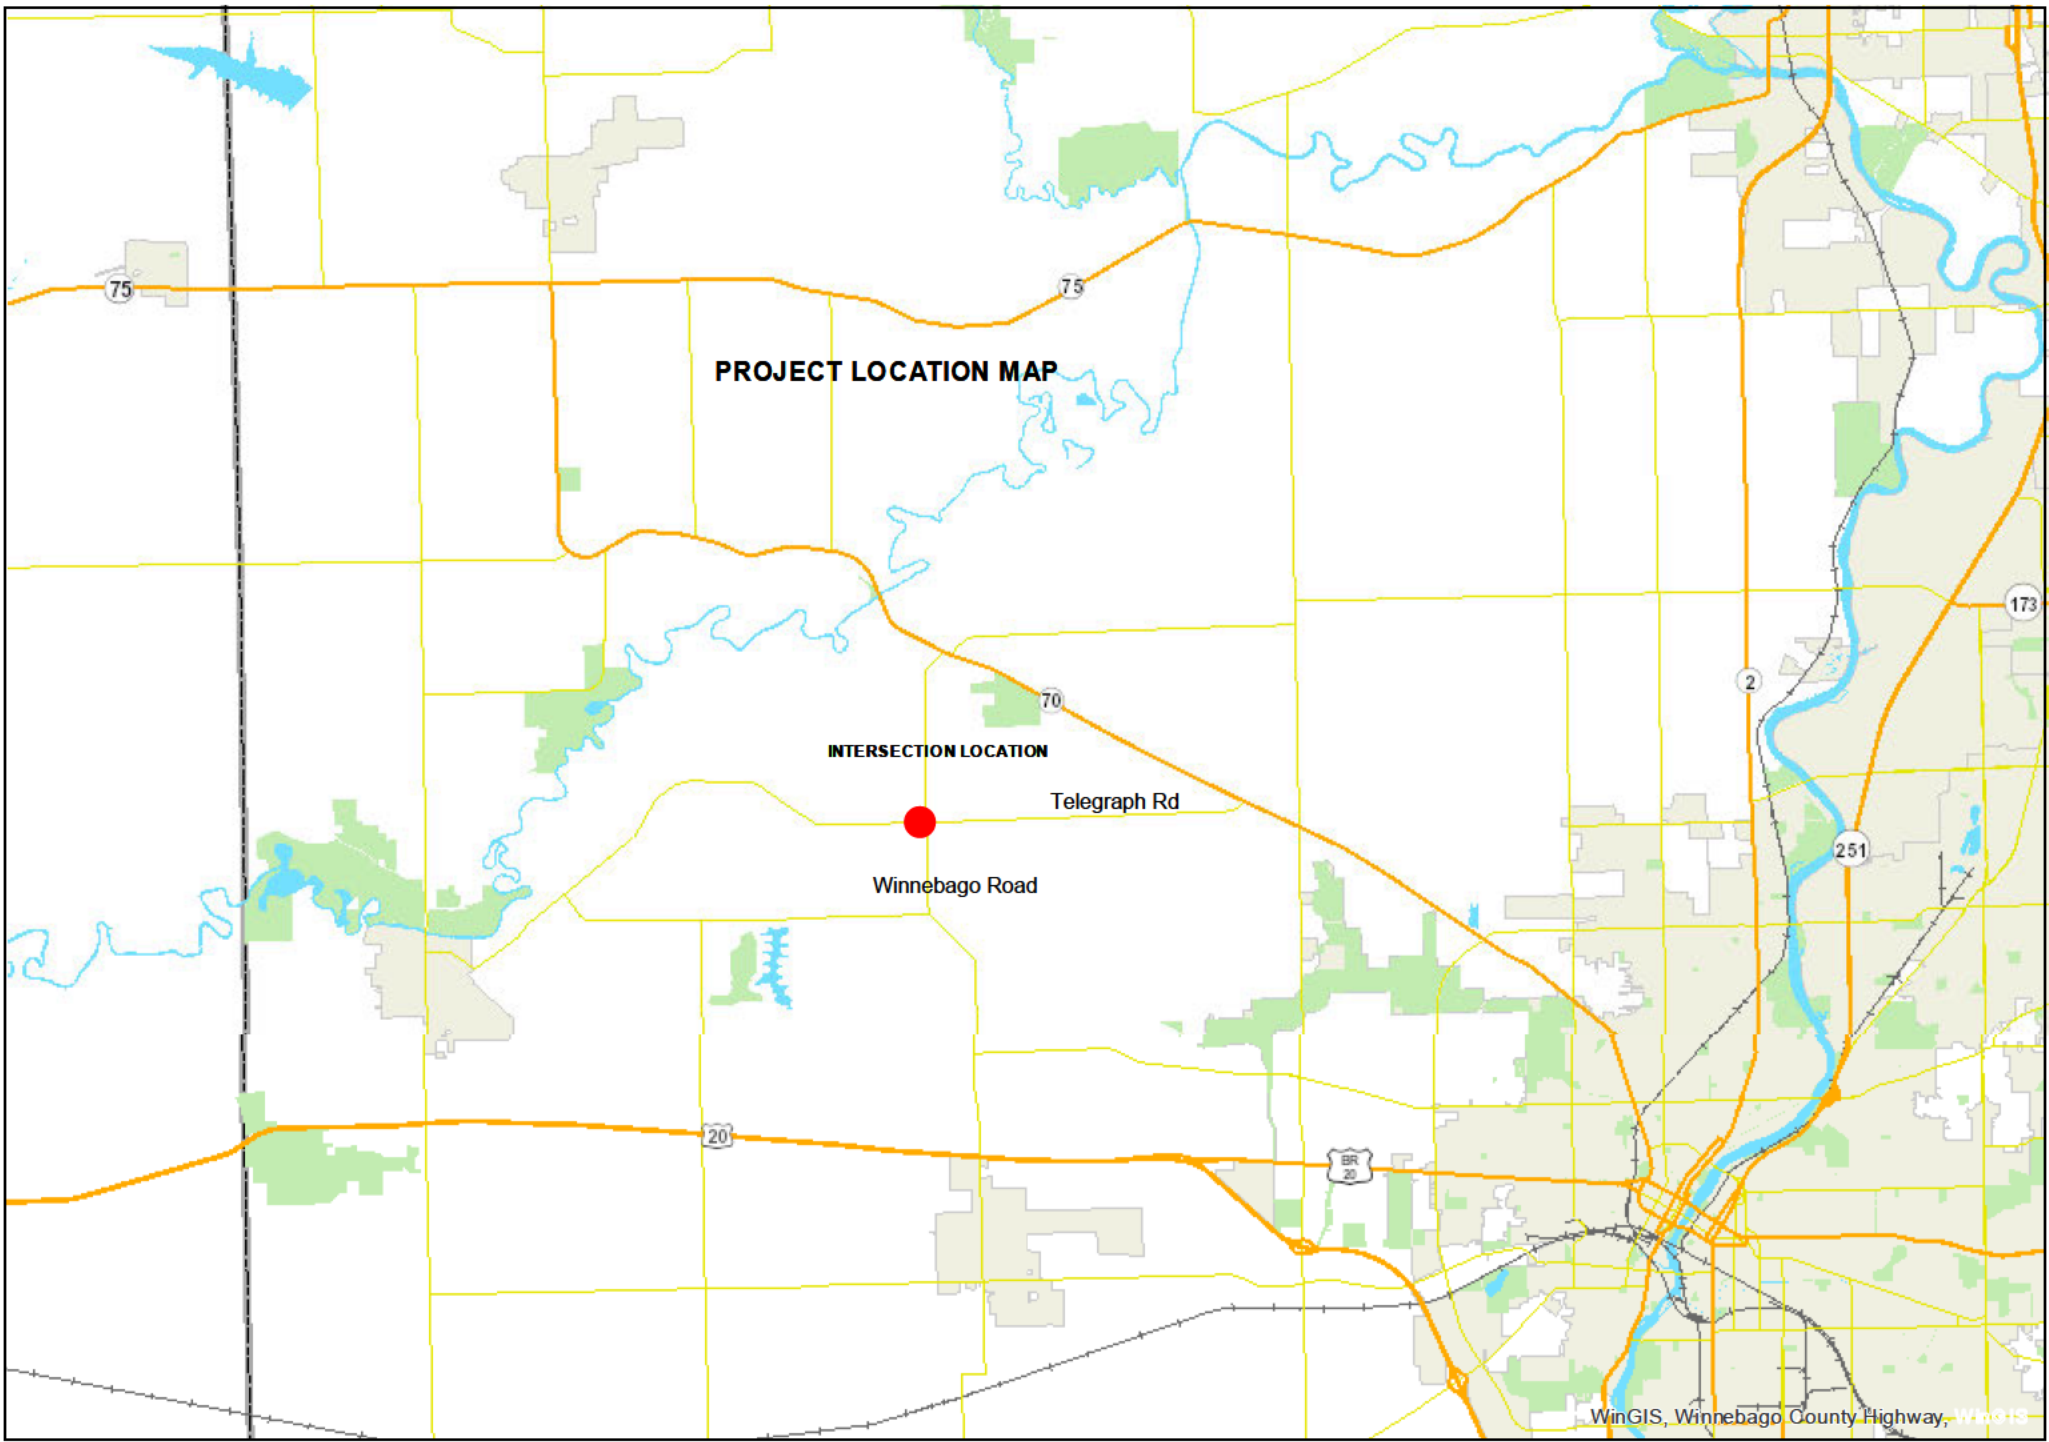 75
75
PROJECT LOCATION MAP
173
2
70
INTERSECTION LOCATION
Telegraph Rd
251
Winnebago Road
20
BR
20
WinGIS, Winnebago County Highway, WinGIS